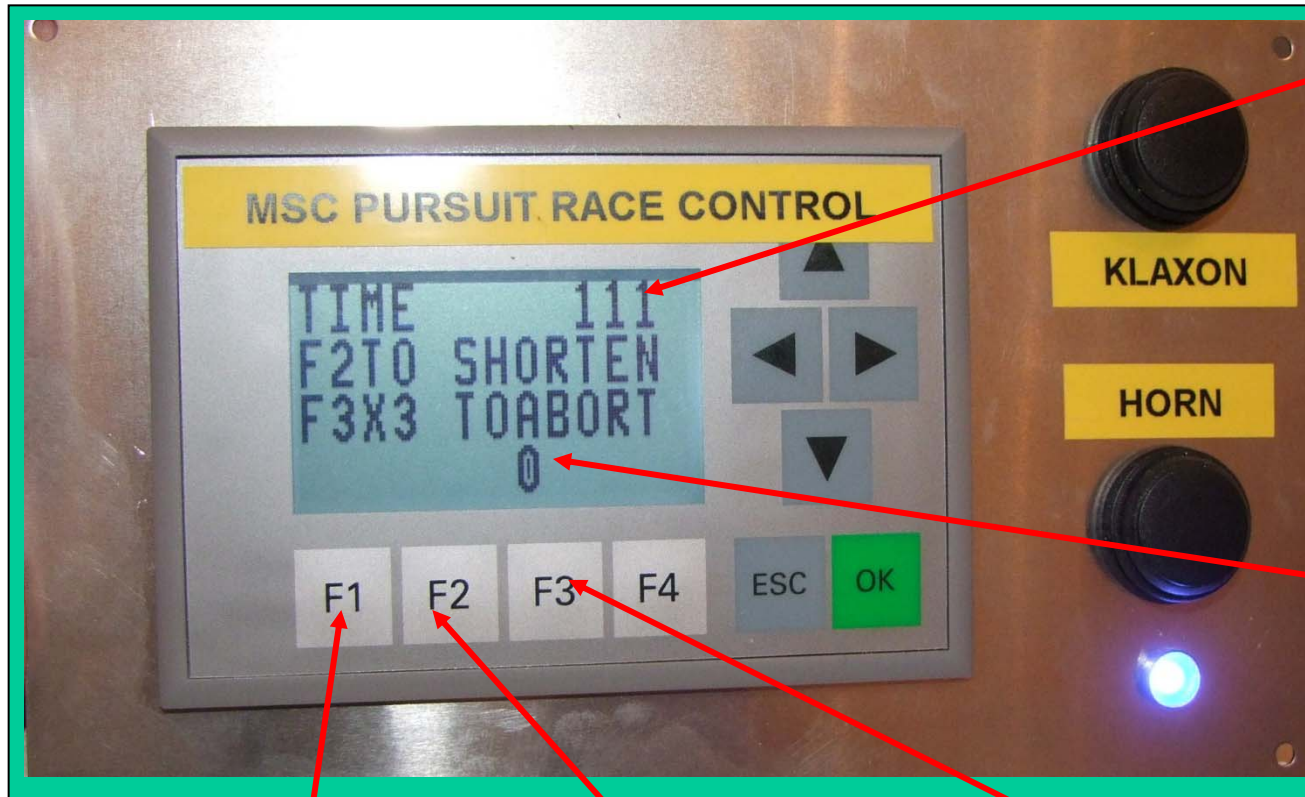 MSC PURSUIT RACE CONTROL
TIME 111
F2TO SHORTEN
F3X3 TOABORT
0
F1 F2 F3 F4 ESC OK
KLAXON
HORN